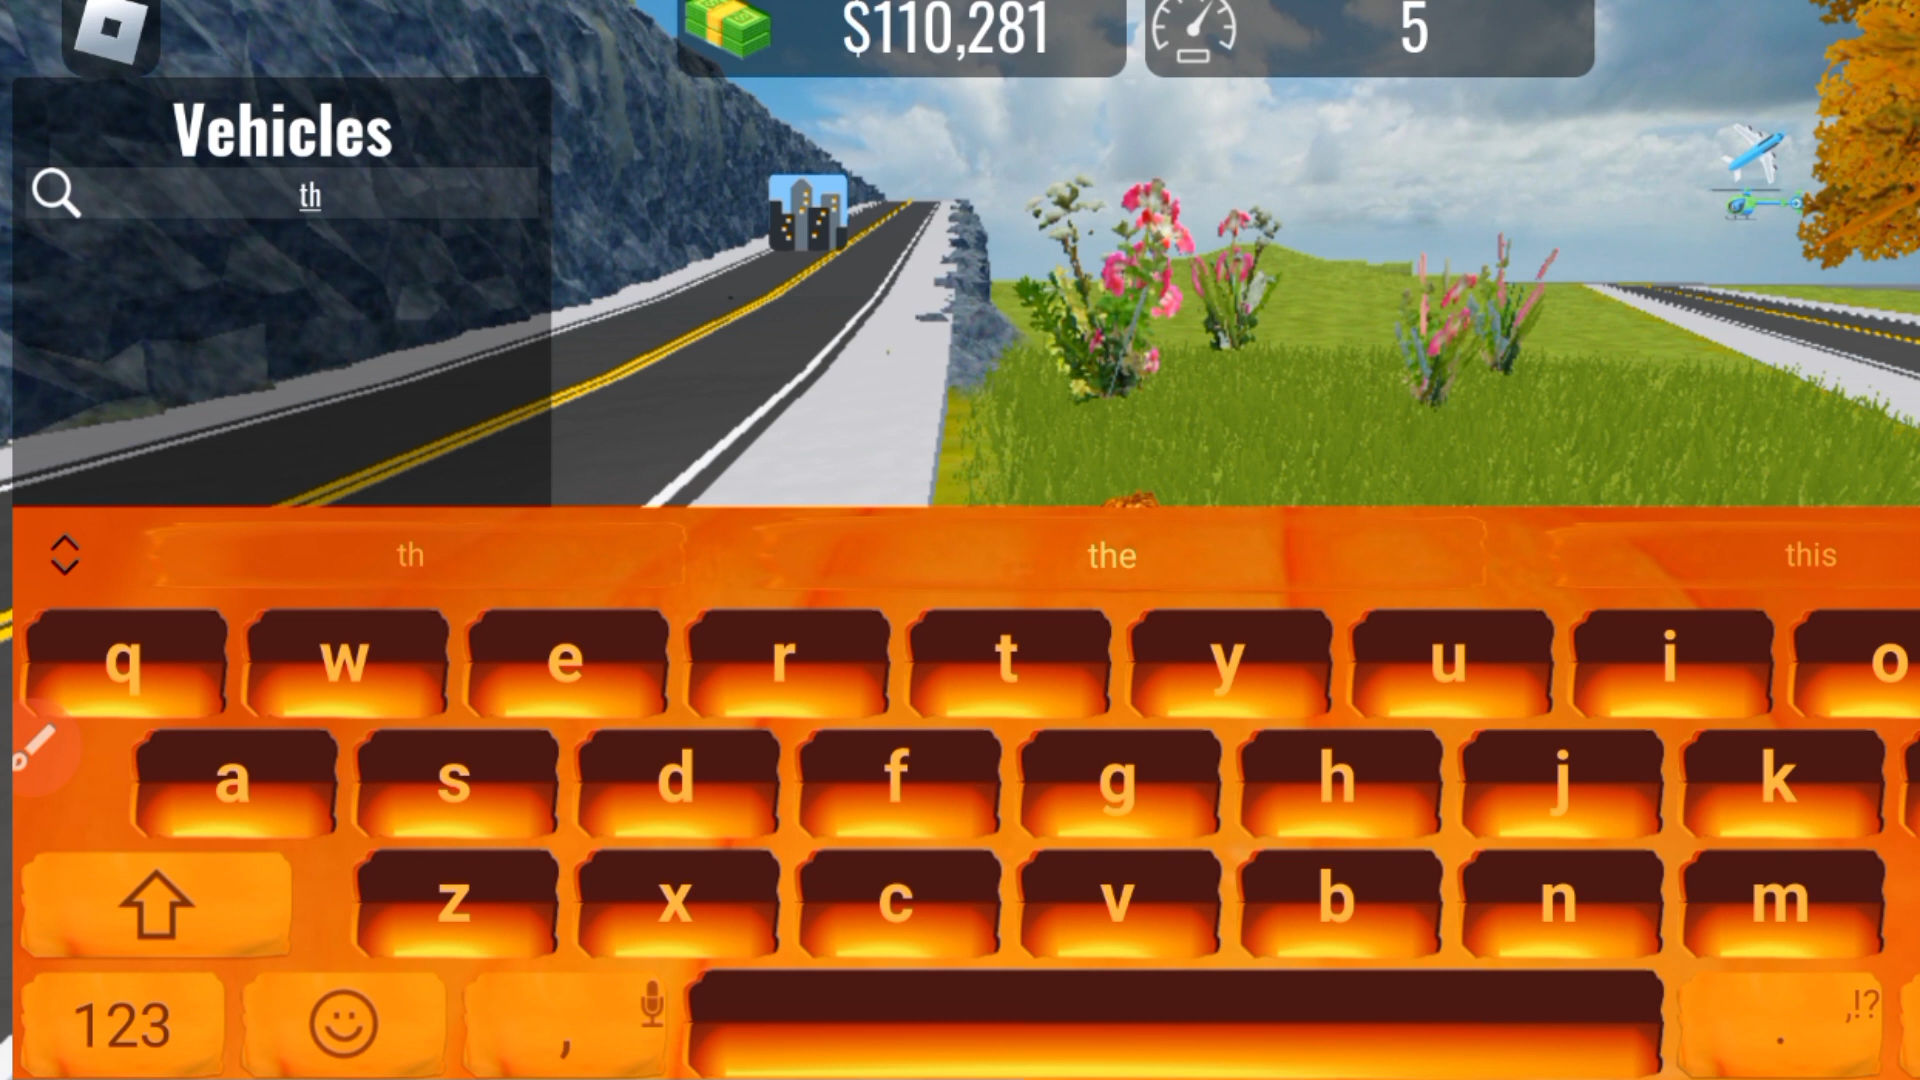 $110,281
5
Vehicles
th
th the this
q w e r t y u i o
a s d f g h j k
z x c v b n m
123 , . ,!?